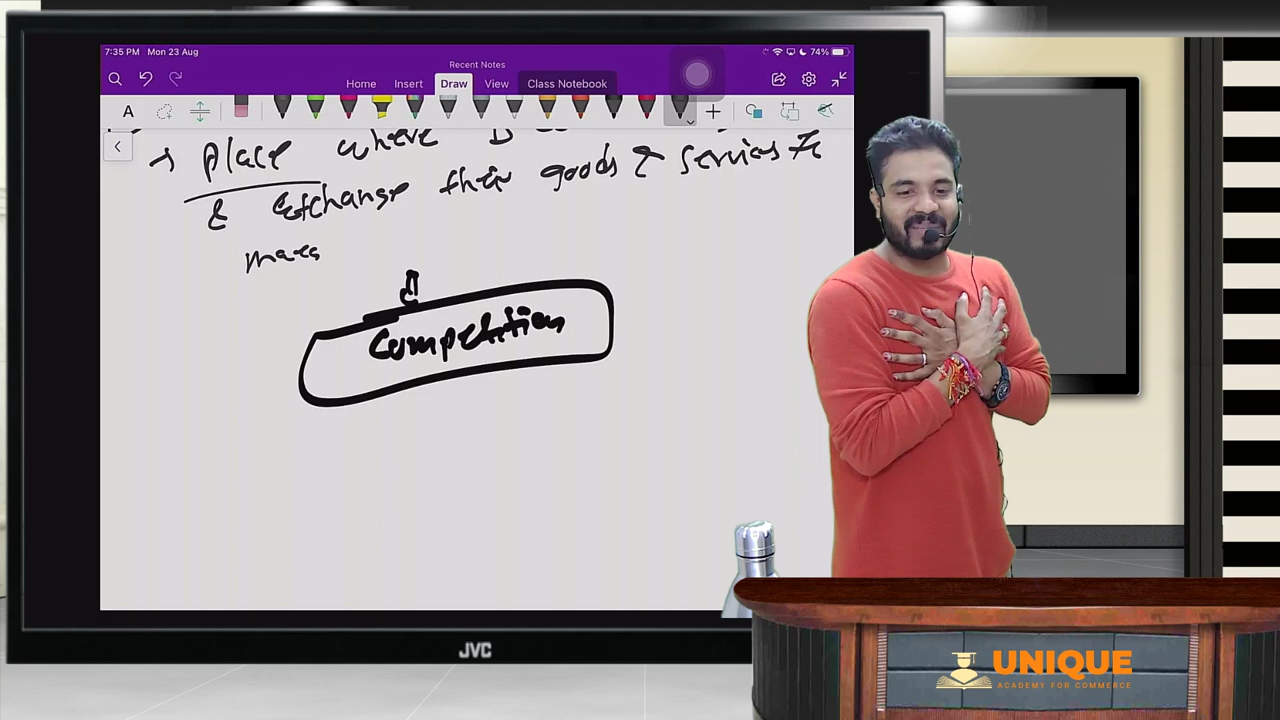 7:35 PM Mon 23 Aug
74%
Recent Notes
Home Insert Draw View Class Notebook
A
→ place where
& exchange their goods & services
Competition
JVC
UNIQUE
ACADEMY FOR COMMERCE